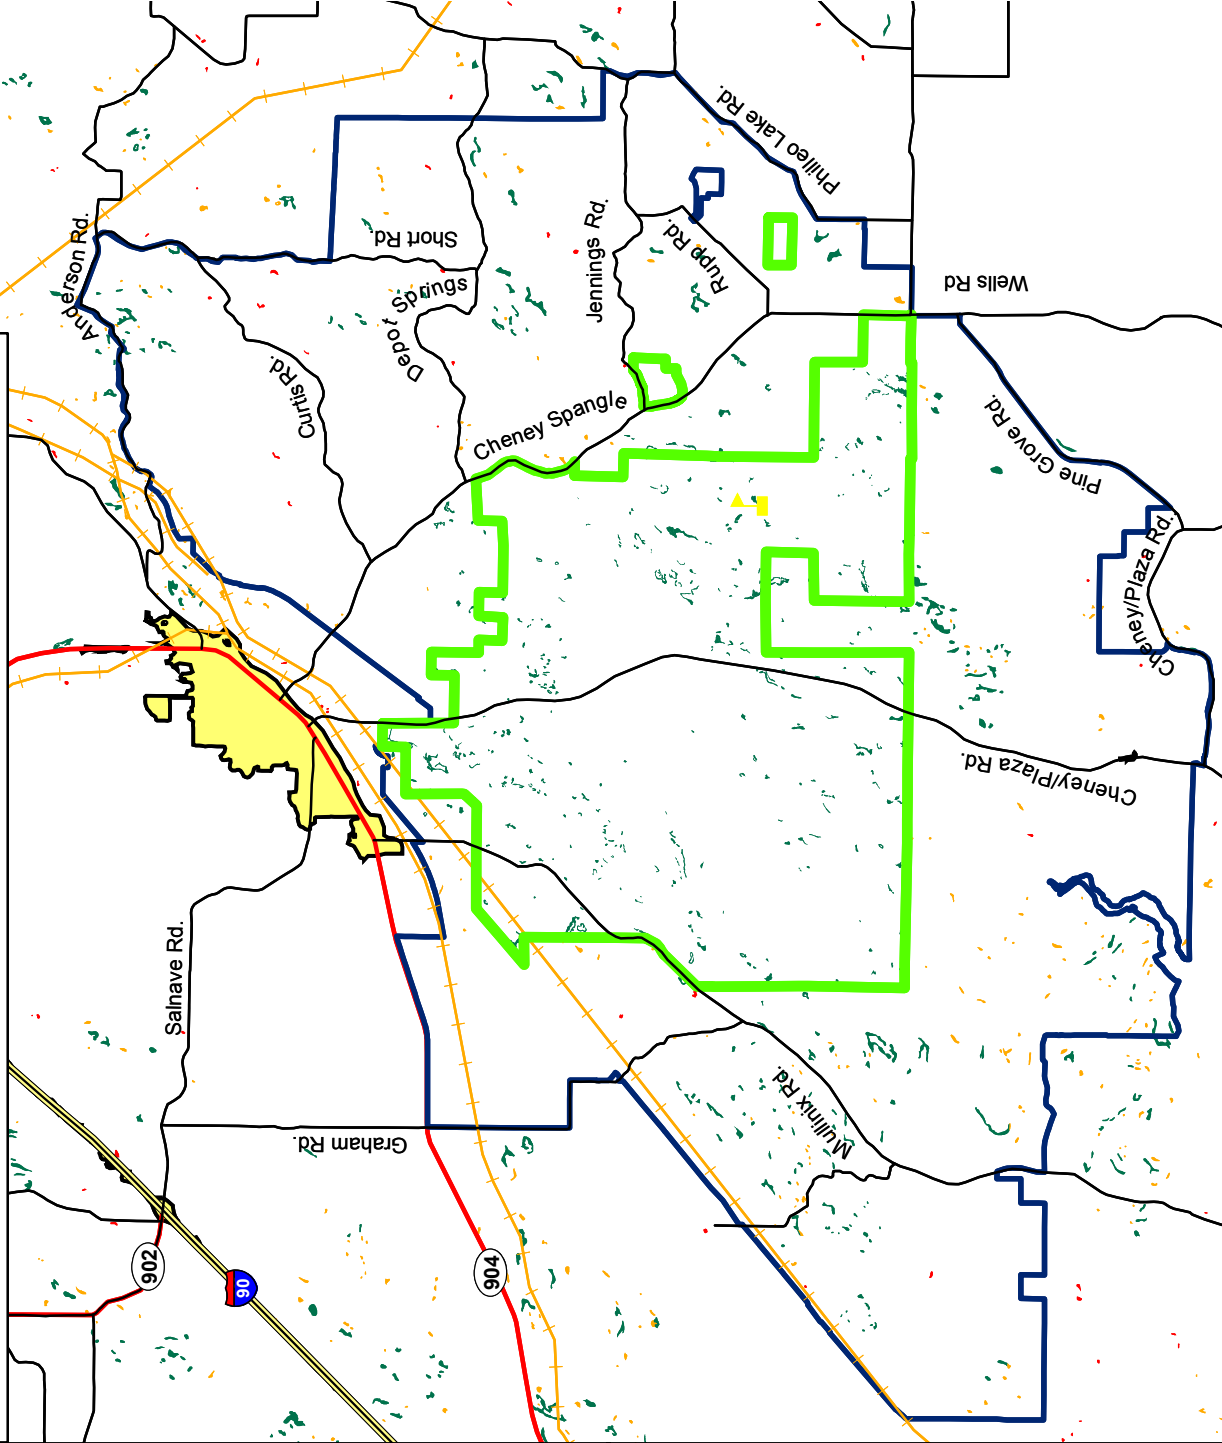 Philleo Lake Rd.
Anderson Rd.
Short Rd.
Jennings Rd.
Rupp Rd.
Wells Rd
Depot Springs
Curtis Rd.
Cheney Spangle
Pine Grove Rd.
Cheney/Plaza Rd.
Cheney/Plaza Rd.
Salnave Rd.
Mullinix Rd.
Graham Rd.
902
904
90